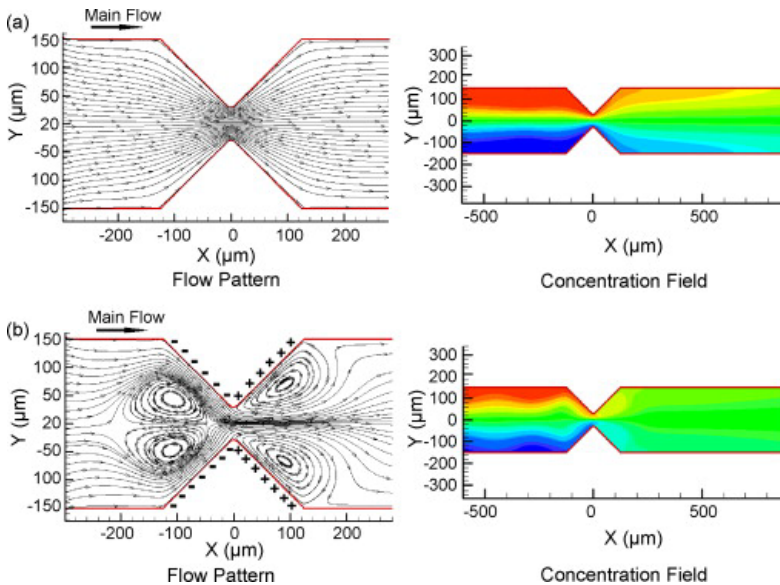 (a)
Main Flow
Y (µm)
150
100
50
20
-50
100
-150
-200 -100 0 100 200
X (µm)
Flow Pattern
Y (µm)
300
200
100
0
-100
-200
-300
-500 0 500
X (µm)
Concentration Field
(b)
Main Flow
Y (µm)
150
100
50
20
-50
100
-150
- - - - - - - -
+ + + + + + + +
-200 -100 0 100 200
X (µm)
Flow Pattern
Y (µm)
300
200
100
0
-100
-200
-300
-500 0 500
X (µm)
Concentration Field